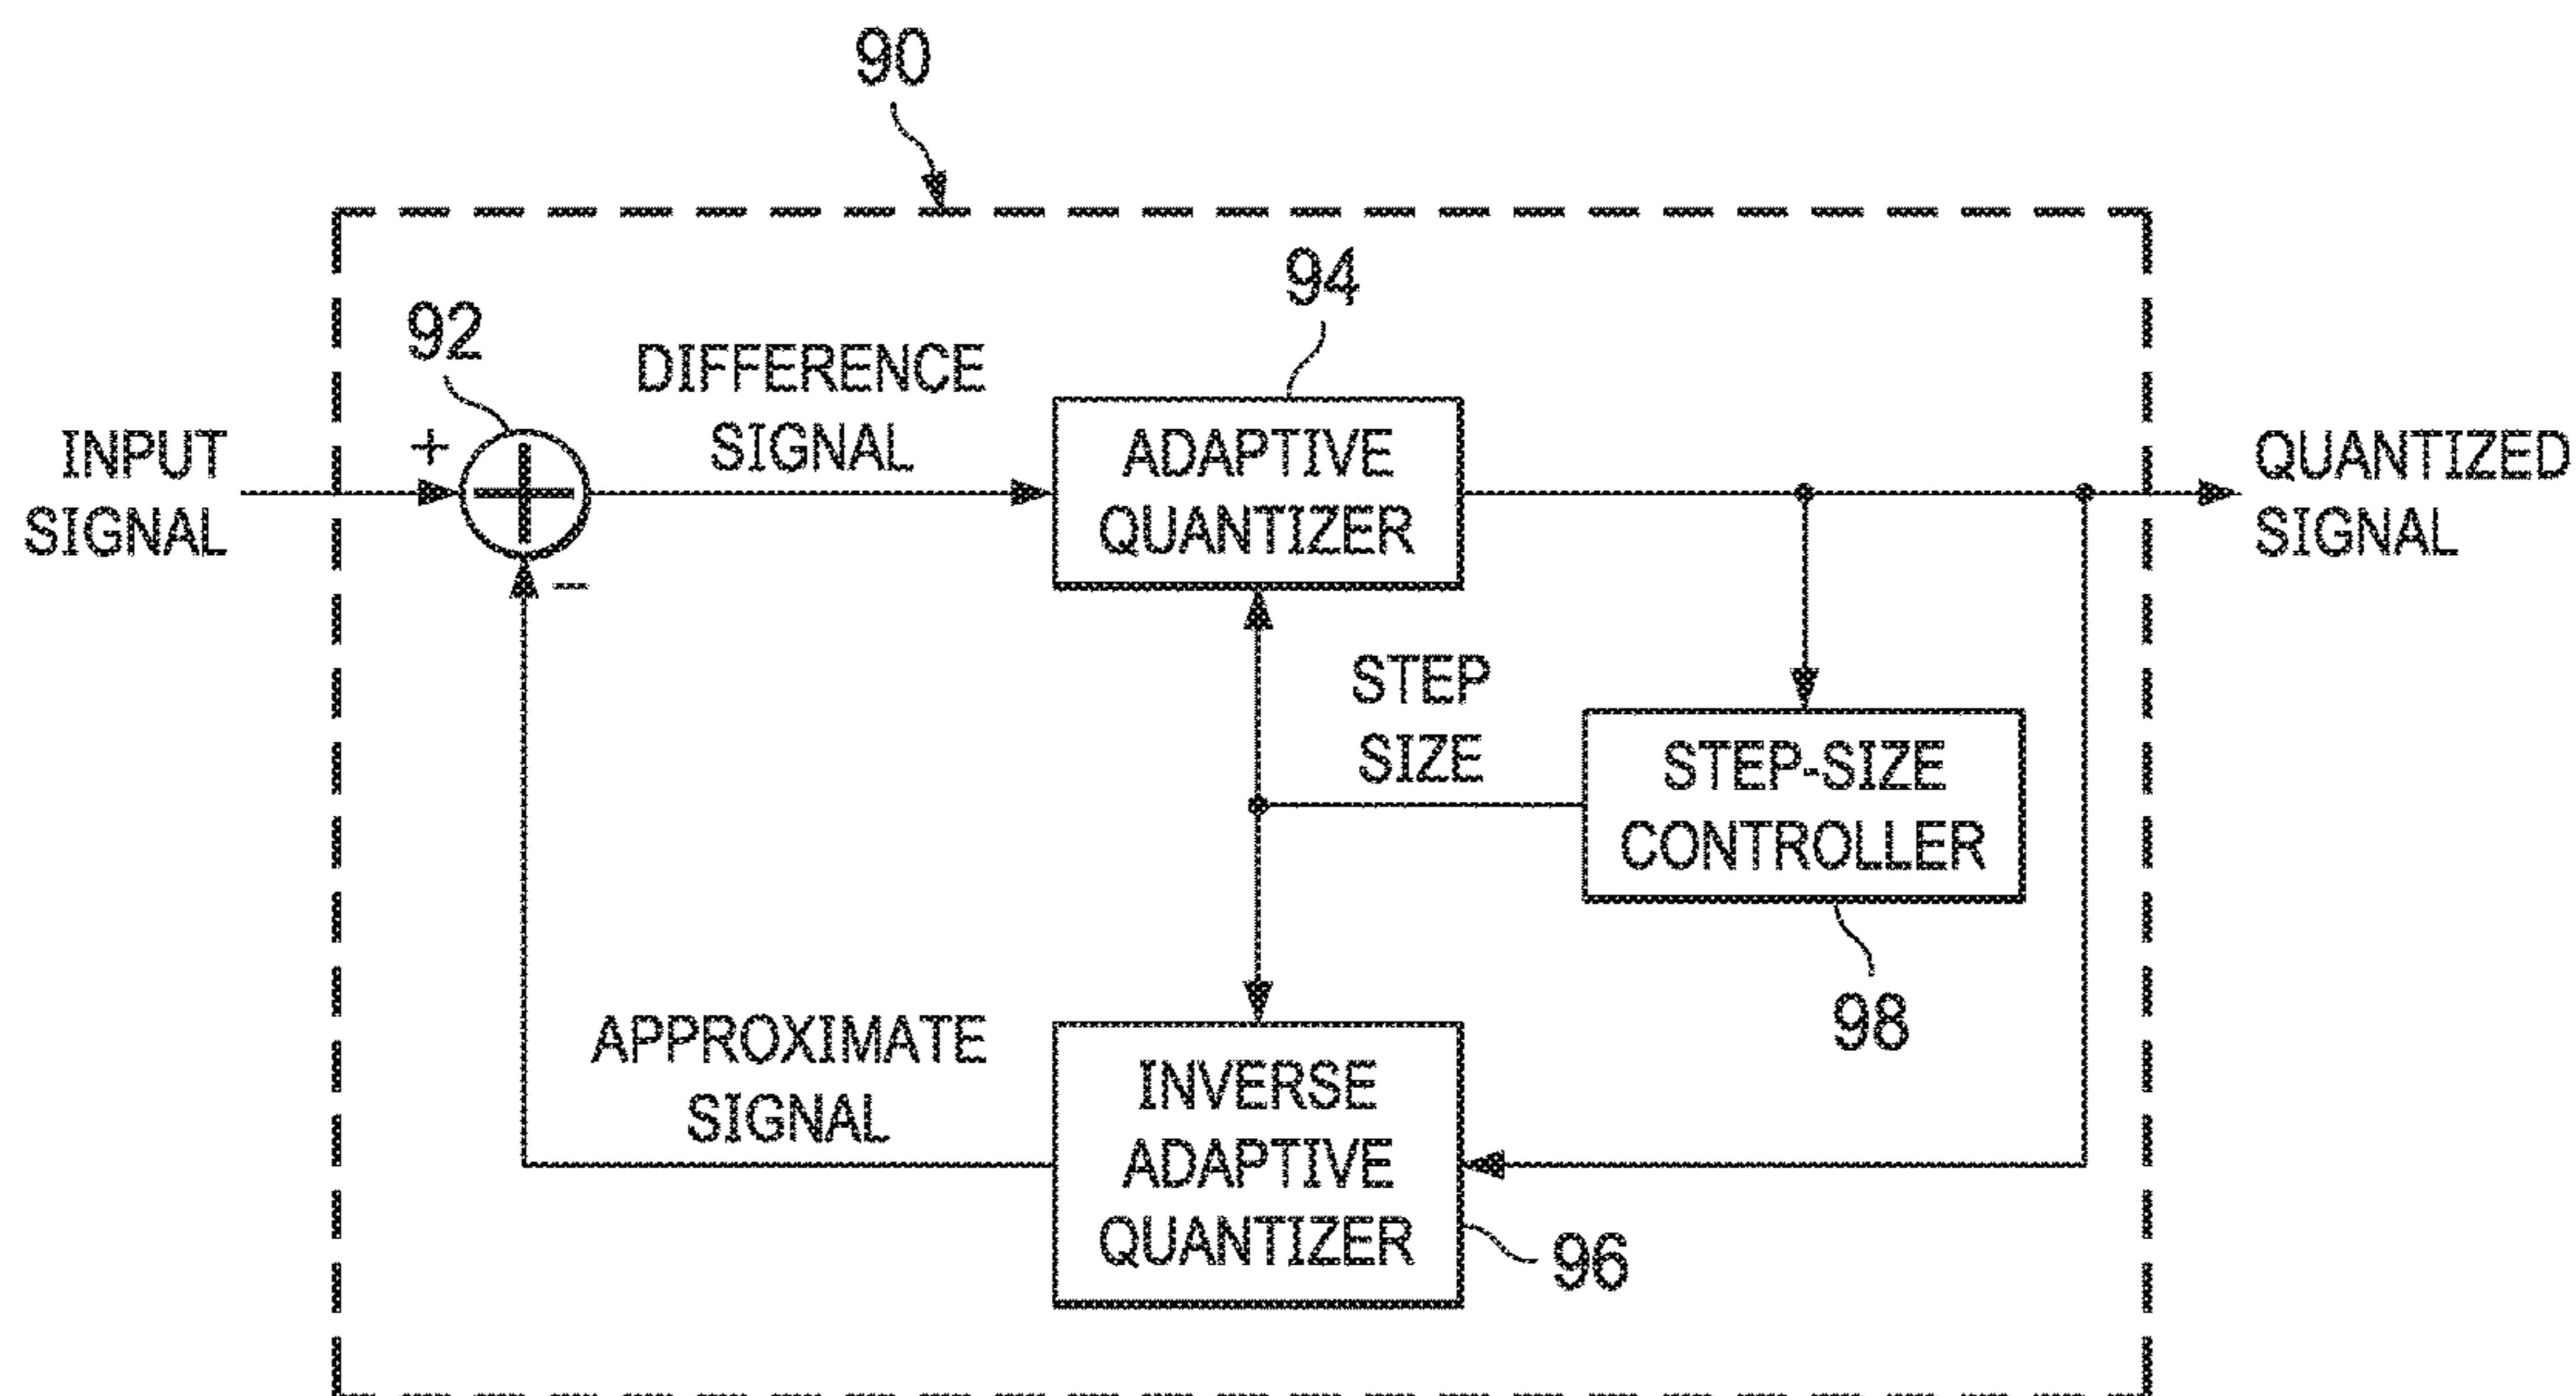 90
94
92
DIFFERENCE
SIGNAL
INPUT
SIGNAL
+
ADAPTIVE
QUANTIZER
QUANTIZED
SIGNAL
−
STEP
SIZE
STEP-SIZE
CONTROLLER
98
APPROXIMATE
SIGNAL
INVERSE
ADAPTIVE
QUANTIZER
96